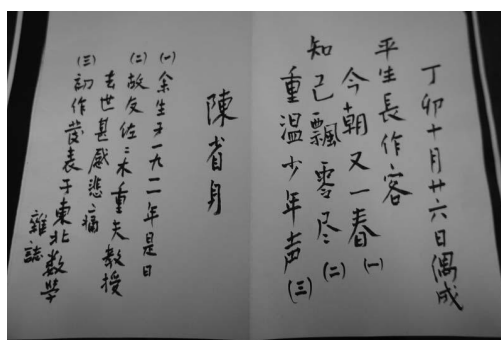 丁卯十月廿六日偶成
平生長作客
今朝又一春(一)
知己飄零尽(二)
重温少年声(三)
陳省身
(一)余生于一九一一年是日
(二)故友佐々木重夫教授
去世甚感悲痛
(三)初作發表于東北数学
雜誌